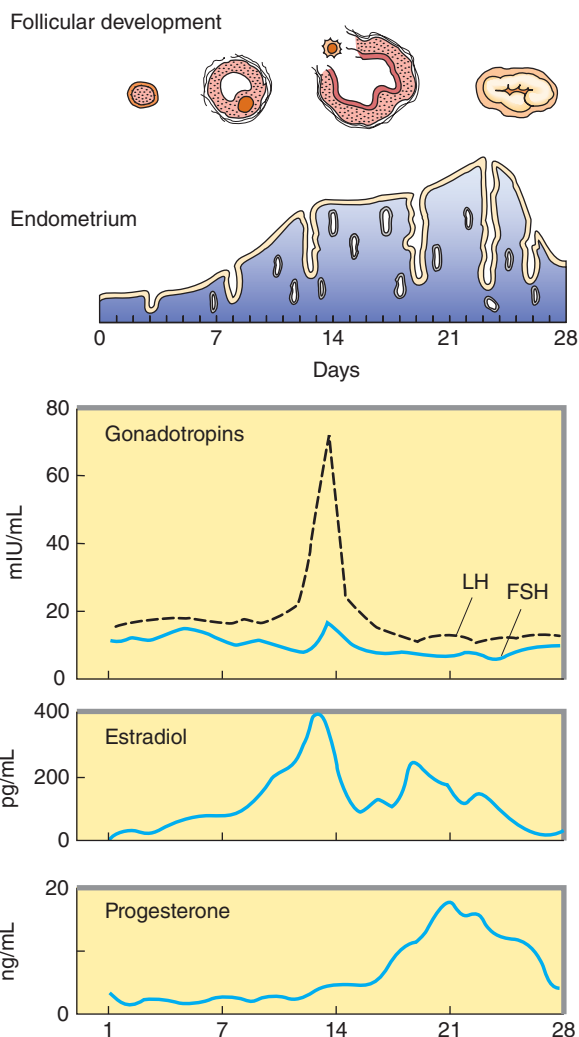 Follicular development
Endometrium
0 7 14 21 28
Days
80
Gonadotropins
60
mIU/mL
40
LH
FSH
20
0
400
Estradiol
pg/mL
200
0
20
Progesterone
ng/mL
0
1 7 14 21 28